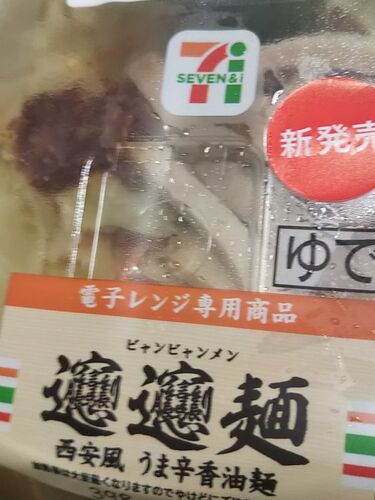 SEVEN&i
新発売
ゆで
電子レンジ専用商品
ビャンビャンメン
𰻞𰻞麺
西安風 うま辛香油麺